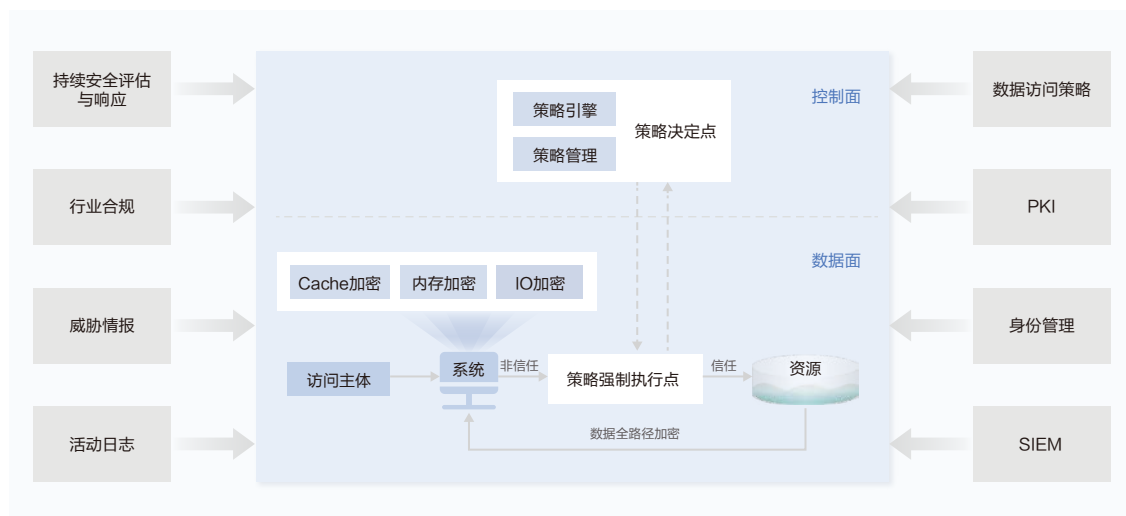 持续安全评估
与响应
行业合规
威胁情报
活动日志
控制面
策略引擎
策略管理
策略决定点
数据面
Cache加密
内存加密
IO加密
访问主体
系统
非信任
策略强制执行点
信任
资源
数据全路径加密
数据访问策略
PKI
身份管理
SIEM